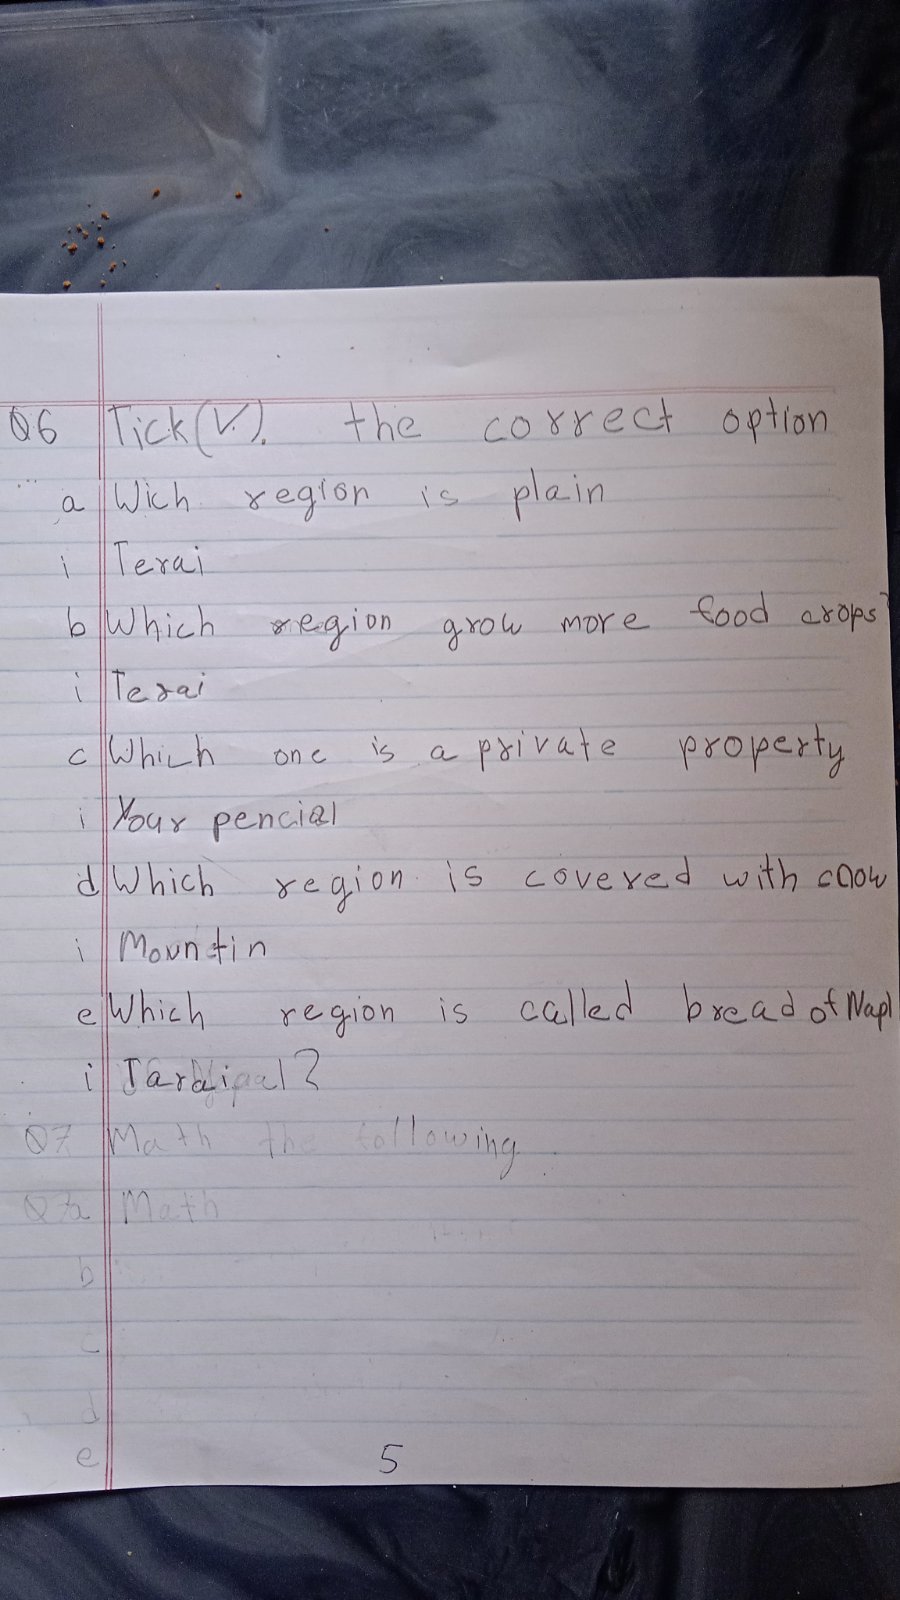 Q6 Tick(✓). the correct option
a Wich region is plain
i Terai
b Which region grow more food crops?
i Terai
c Which one is a private property
i Your pencial
d Which region is covered with cnow
i Mountin
e Which region is called bread of Napl
i
Q7 Math the following
Q7a Math
b
c
d
e 5